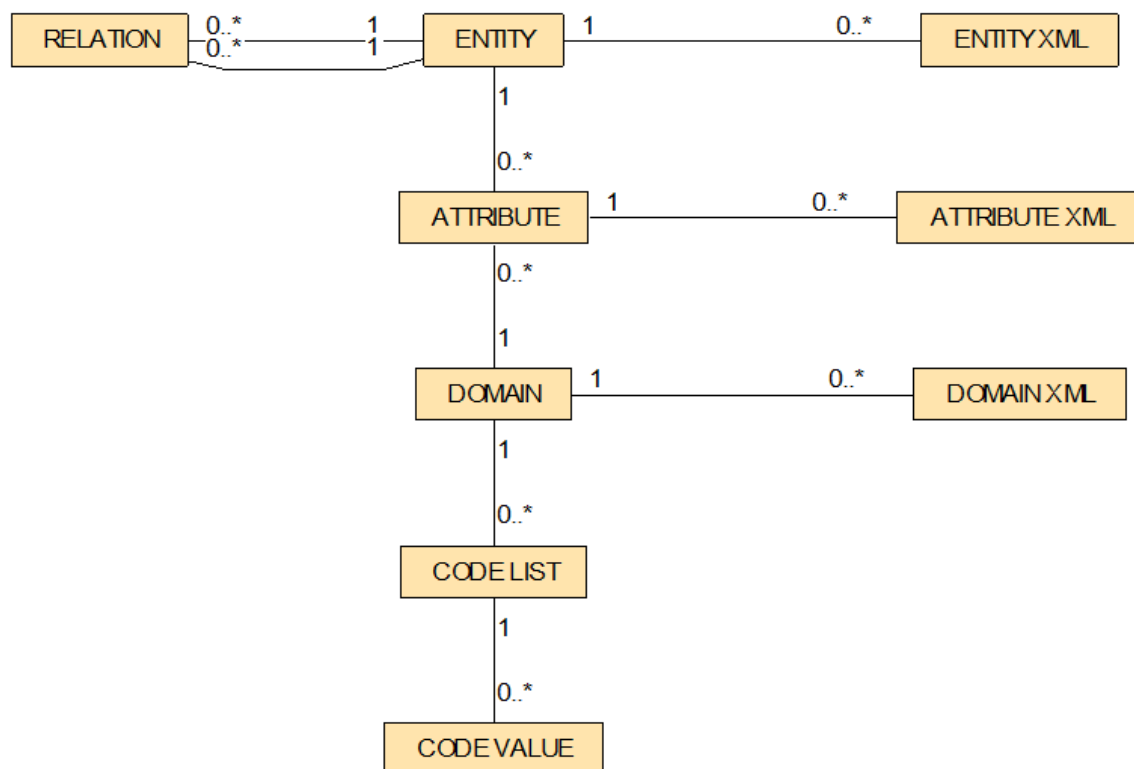 RELATION 0..* 1 ENTITY 1 0..* ENTITY XML
0..* 1
1
0..*
ATTRIBUTE 1 0..* ATTRIBUTE XML
0..*
1
DOMAIN 1 0..* DOMAIN XML
1
0..*
CODE LIST
1
0..*
CODE VALUE